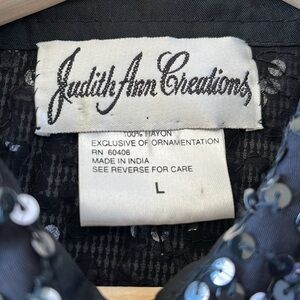 Judith Ann Creations
100% RAYON
EXCLUSIVE OF ORNAMENTATION
RN 60406
MADE IN INDIA
SEE REVERSE FOR CARE
L